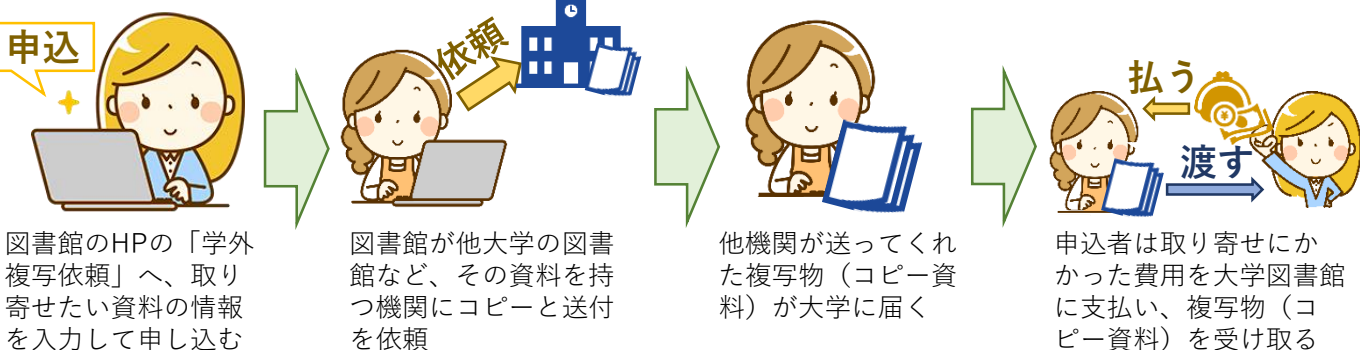 申込
図書館のHPの「学外
複写依頼」へ、取り
寄せたい資料の情報
を入力して申し込む
依頼
図書館が他大学の図書
館など、その資料を持
つ機関にコピーと送付
を依頼
他機関が送ってくれ
た複写物（コピー資
料）が大学に届く
払う
渡す
申込者は取り寄せにか
かった費用を大学図書館
に支払い、複写物（コ
ピー資料）を受け取る